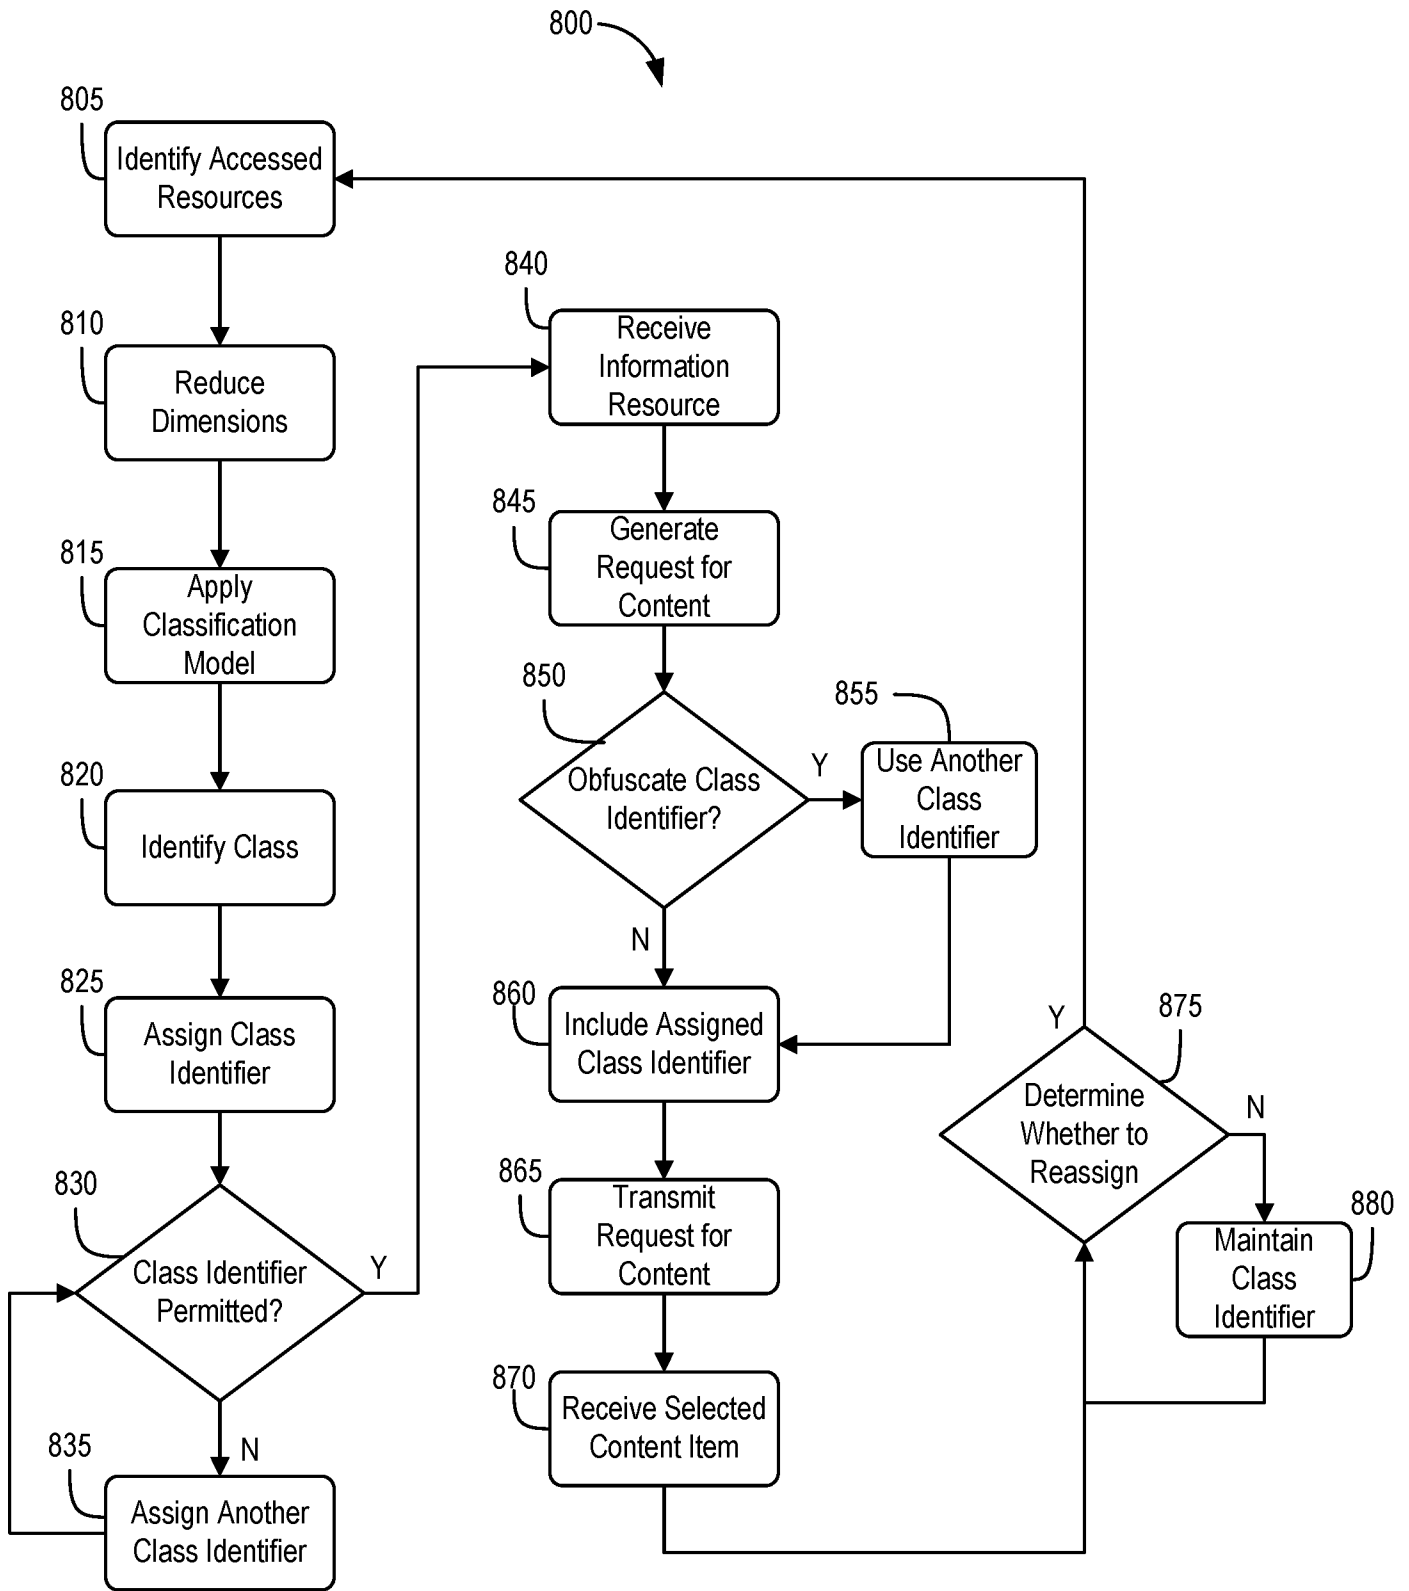 800
805
Identify Accessed
Resources
810
Reduce
Dimensions
815
Apply
Classification
Model
820
Identify Class
825
Assign Class
Identifier
830
Class Identifier
Permitted?
Y
N
835
Assign Another
Class Identifier
840
Receive
Information
Resource
845
Generate
Request for
Content
850
Obfuscate Class
Identifier?
Y
N
855
Use Another
Class
Identifier
860
Include Assigned
Class Identifier
865
Transmit
Request for
Content
870
Receive Selected
Content Item
875
Determine
Whether to
Reassign
Y
N
880
Maintain
Class
Identifier